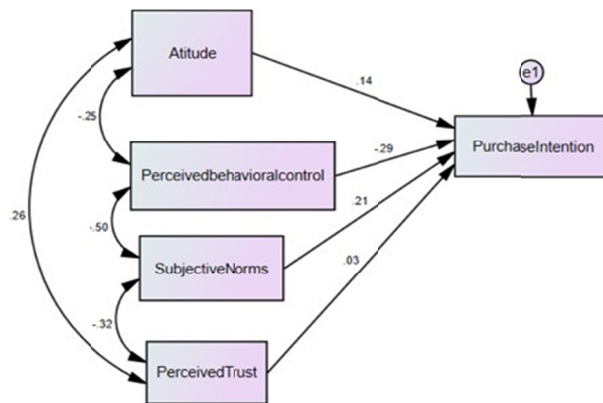 Atitude
.14
e1
-.25
PurchaseIntention
Perceivedbehavioralcontrol
-.29
.26
.21
-.50
SubjectiveNorms
.03
-.32
PerceivedTrust